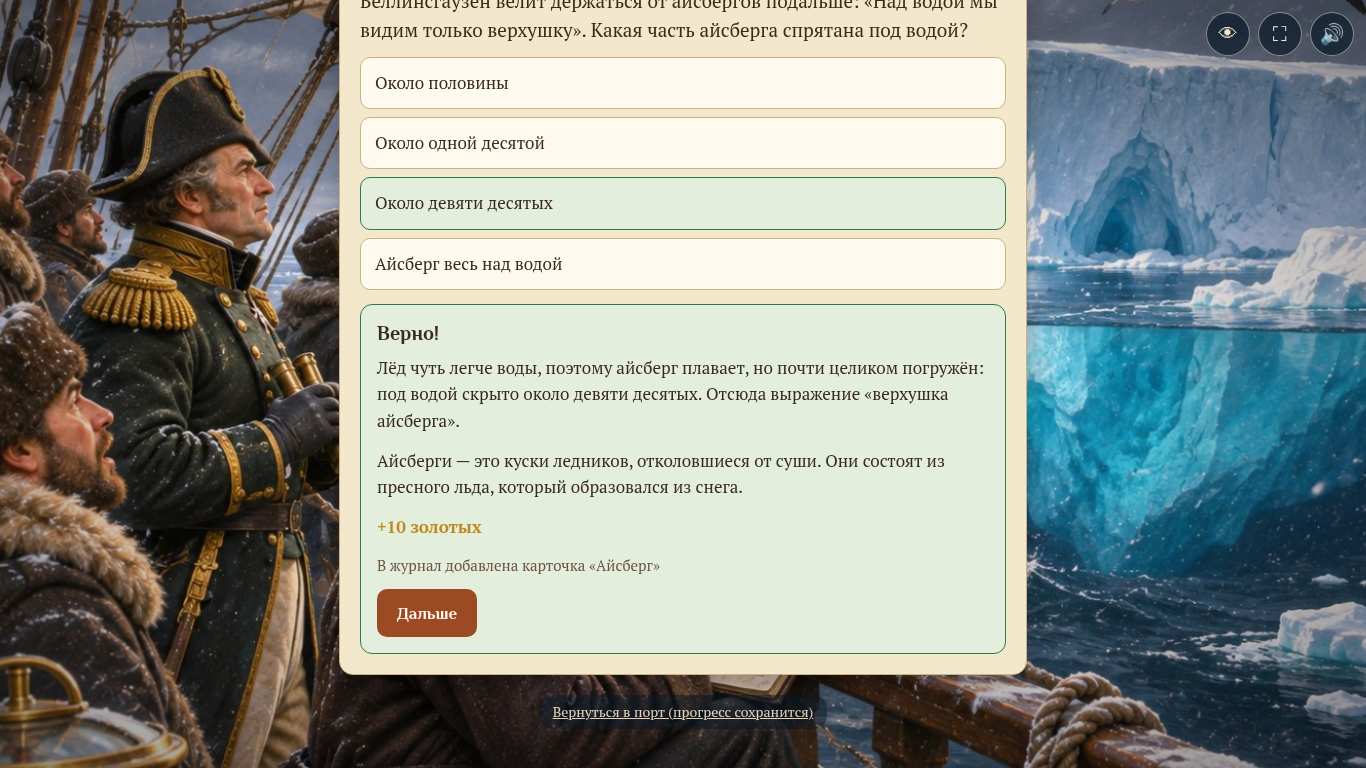 Беллинсгаузен велит держаться от айсбергов подальше: «Над водой мы
видим только верхушку». Какая часть айсберга спрятана под водой?
Около половины
Около одной десятой
Около девяти десятых
Айсберг весь над водой
Верно!
Лёд чуть легче воды, поэтому айсберг плавает, но почти целиком погружён:
под водой скрыто около девяти десятых. Отсюда выражение «верхушка
айсберга».
Айсберги — это куски ледников, отколовшиеся от суши. Они состоят из
пресного льда, который образовался из снега.
+10 золотых
В журнал добавлена карточка «Айсберг»
Дальше
Вернуться в порт (прогресс сохранится)